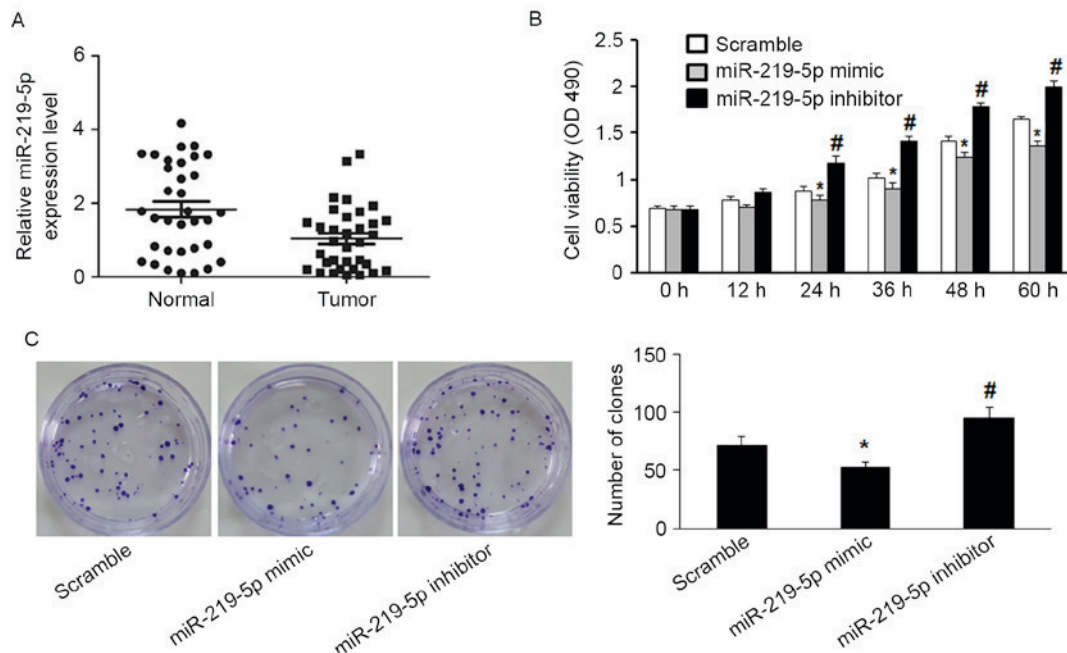 A
Relative miR-219-5p
expression level
6
4
2
0
Normal
Tumor
B
Cell viability (OD 490)
2.5
2
1.5
1
0.5
0
Scramble
miR-219-5p mimic
miR-219-5p inhibitor
#
#
#
#
*
*
*
*
0 h
12 h
24 h
36 h
48 h
60 h
C
Scramble
miR-219-5p mimic
miR-219-5p inhibitor
Number of clones
150
100
50
0
*
#
Scramble
miR-219-5p mimic
miR-219-5p inhibitor